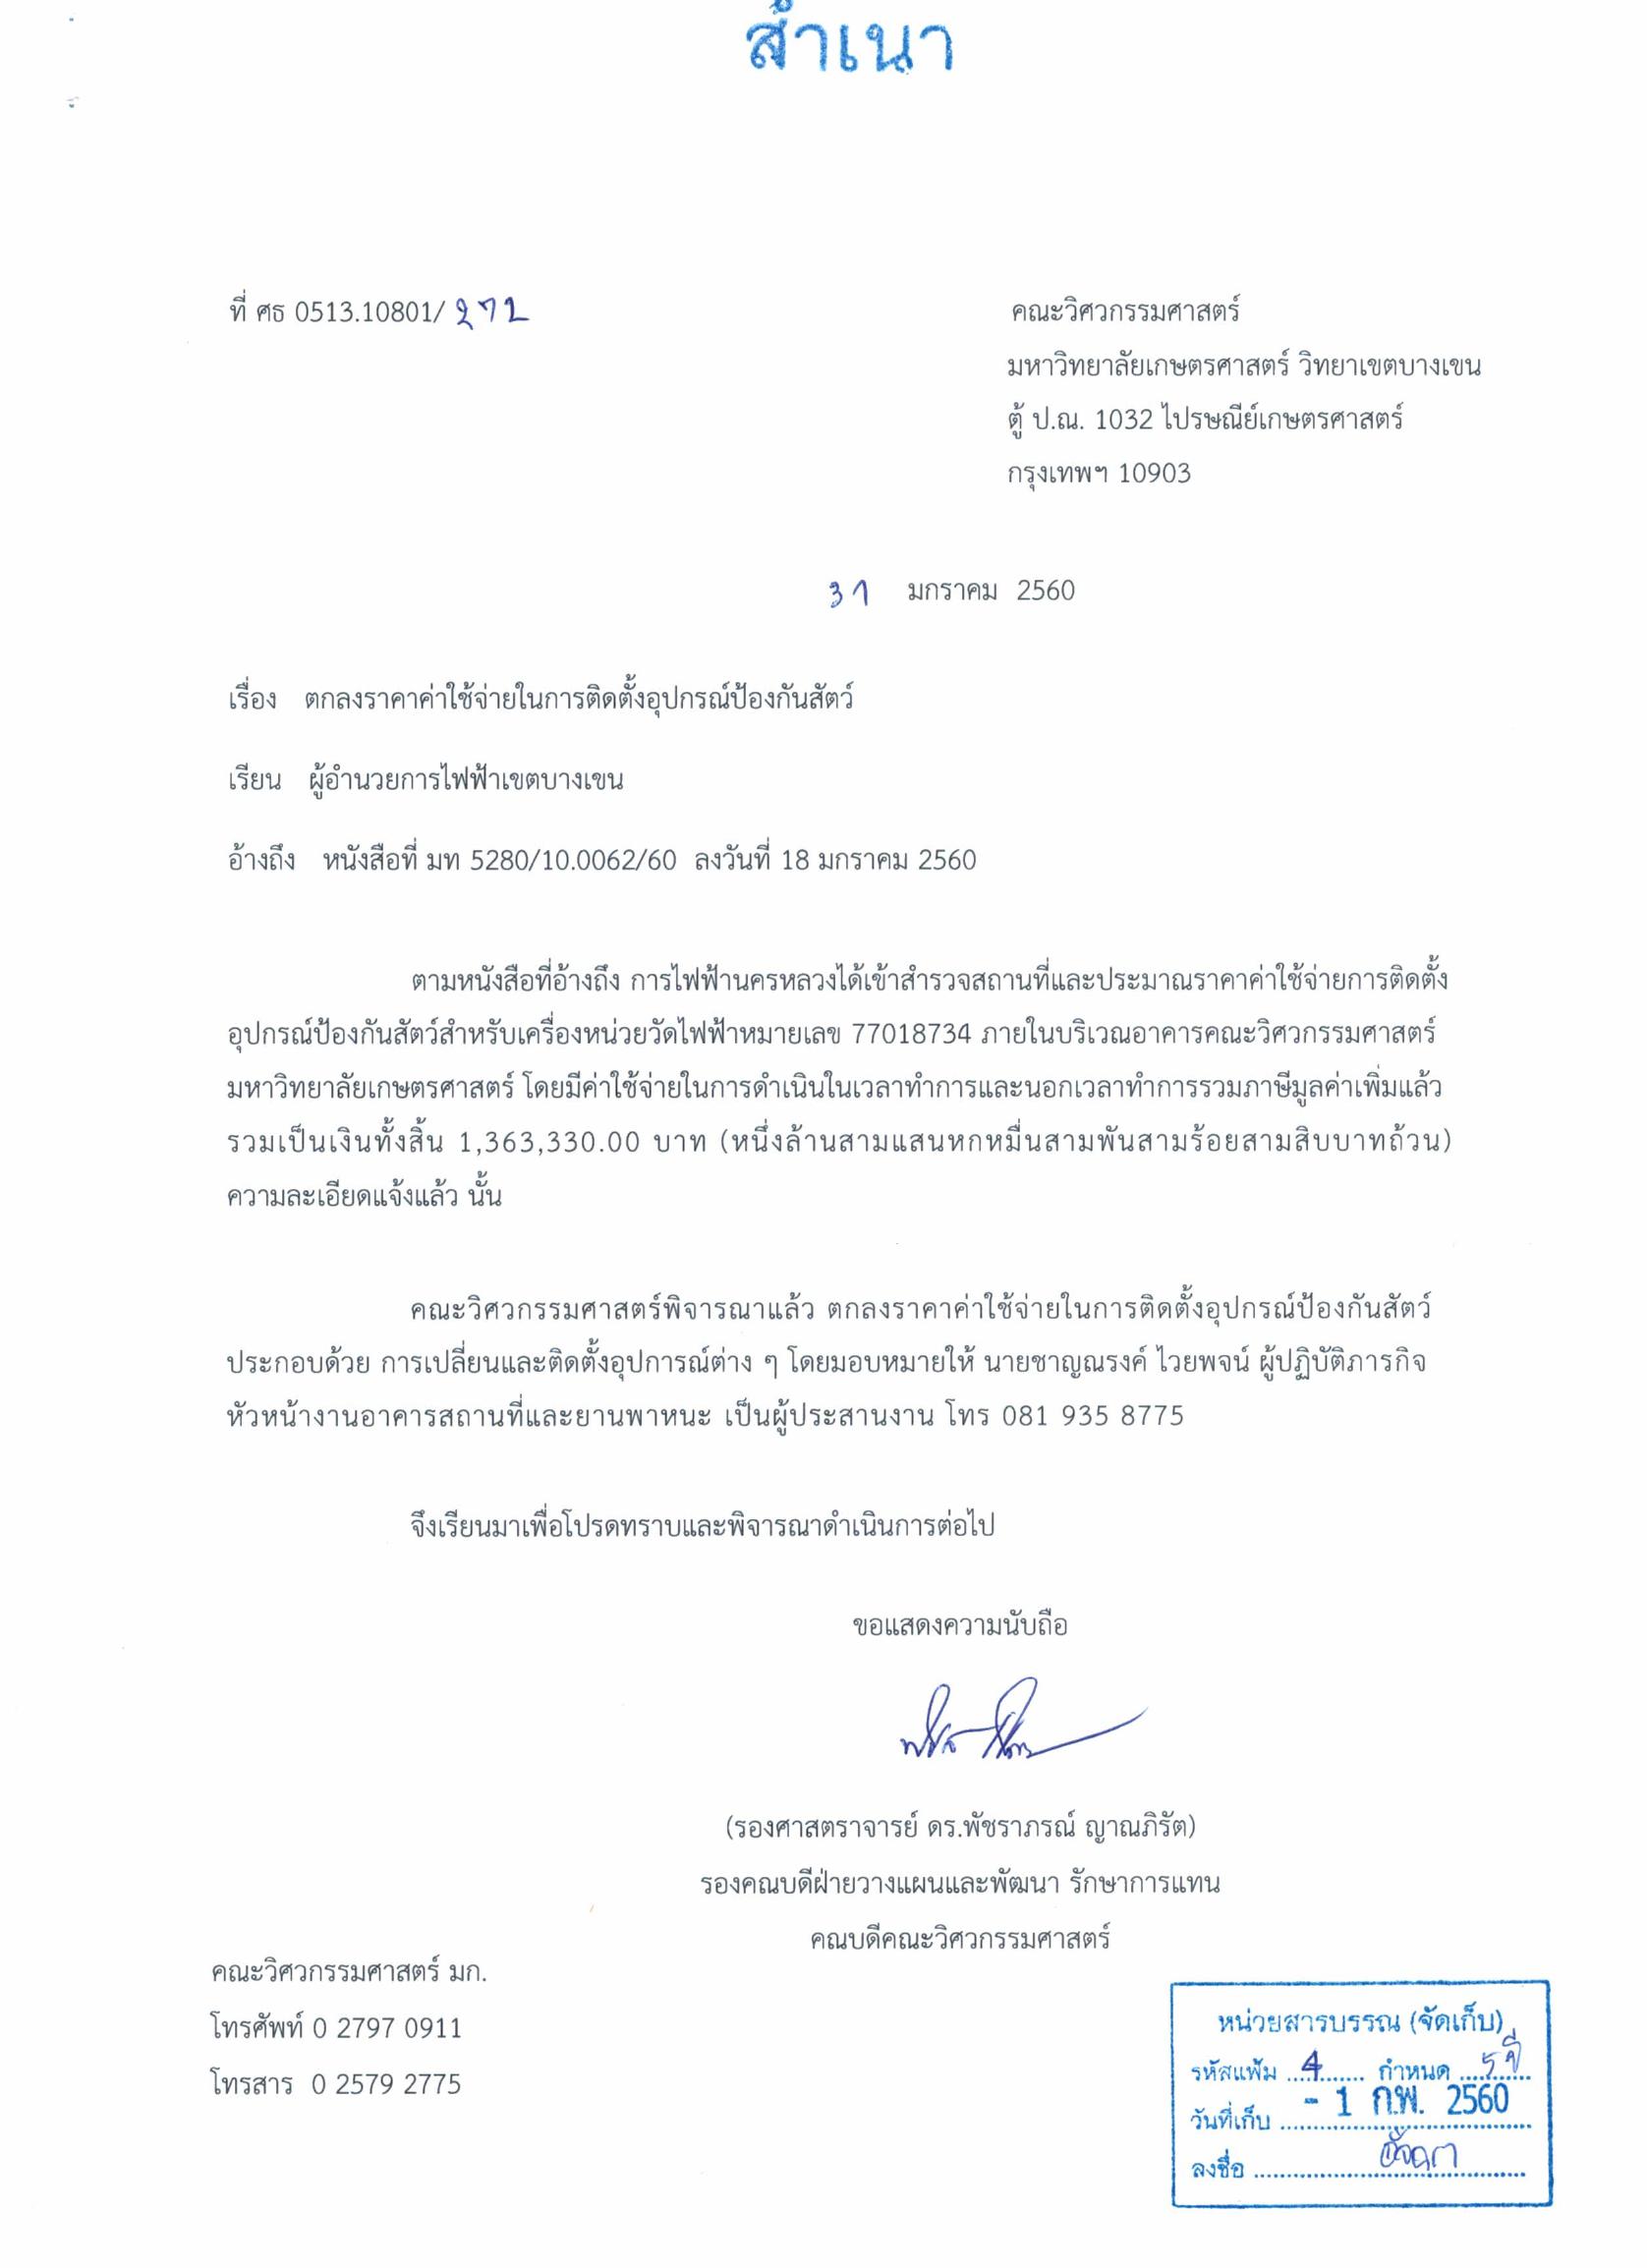 สำเนา
ที่ ศธ 0513.10801/ 272
คณะวิศวกรรมศาสตร์
มหาวิทยาลัยเกษตรศาสตร์ วิทยาเขตบางเขน
ตู้ ป.ณ. 1032 ไปรษณีย์เกษตรศาสตร์
กรุงเทพฯ 10903
31 มกราคม 2560
เรื่อง ตกลงราคาค่าใช้จ่ายในการติดตั้งอุปกรณ์ป้องกันสัตว์
เรียน ผู้อำนวยการไฟฟ้าเขตบางเขน
อ้างถึง หนังสือที่ มท 5280/10.0062/60 ลงวันที่ 18 มกราคม 2560
ตามหนังสือที่อ้างถึง การไฟฟ้านครหลวงได้เข้าสำรวจสถานที่และประมาณราคาค่าใช้จ่ายการติดตั้ง
อุปกรณ์ป้องกันสัตว์สำหรับเครื่องหน่วยวัดไฟฟ้าหมายเลข 77018734 ภายในบริเวณอาคารคณะวิศวกรรมศาสตร์
มหาวิทยาลัยเกษตรศาสตร์ โดยมีค่าใช้จ่ายในการดำเนินในเวลาทำการและนอกเวลาทำการรวมภาษีมูลค่าเพิ่มแล้ว
รวมเป็นเงินทั้งสิ้น 1,363,330.00 บาท (หนึ่งล้านสามแสนหกหมื่นสามพันสามร้อยสามสิบบาทถ้วน)
ความละเอียดแจ้งแล้ว นั้น
คณะวิศวกรรมศาสตร์พิจารณาแล้ว ตกลงราคาค่าใช้จ่ายในการติดตั้งอุปกรณ์ป้องกันสัตว์
ประกอบด้วย การเปลี่ยนและติดตั้งอุปการณ์ต่าง ๆ โดยมอบหมายให้ นายชาญณรงค์ ไวยพจน์ ผู้ปฏิบัติภารกิจ
หัวหน้างานอาคารสถานที่และยานพาหนะ เป็นผู้ประสานงาน โทร 081 935 8775
จึงเรียนมาเพื่อโปรดทราบและพิจารณาดำเนินการต่อไป
ขอแสดงความนับถือ
(รองศาสตราจารย์ ดร.พัชราภรณ์ ญาณภิรัต)
รองคณบดีฝ่ายวางแผนและพัฒนา รักษาการแทน
คณบดีคณะวิศวกรรมศาสตร์
คณะวิศวกรรมศาสตร์ มก.
โทรศัพท์ 0 2797 0911
โทรสาร 0 2579 2775
หน่วยสารบรรณ (จัดเก็บ)
รหัสแฟ้ม 4 กำหนด 5 ปี
วันที่เก็บ - 1 ก.พ. 2560
ลงชื่อ